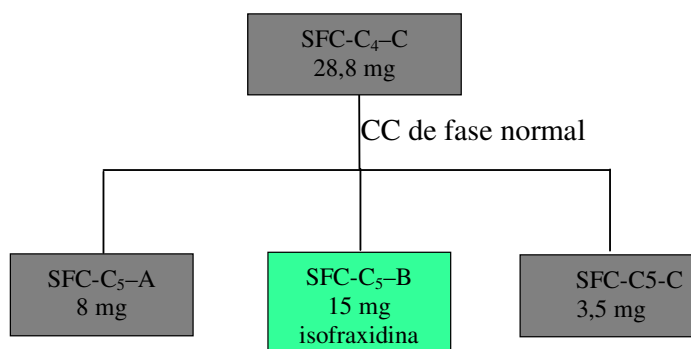 SFC-C₄–C
28,8 mg
CC de fase normal
SFC-C₅–A
8 mg
SFC-C₅–B
15 mg
isofraxidina
SFC-C5-C
3,5 mg